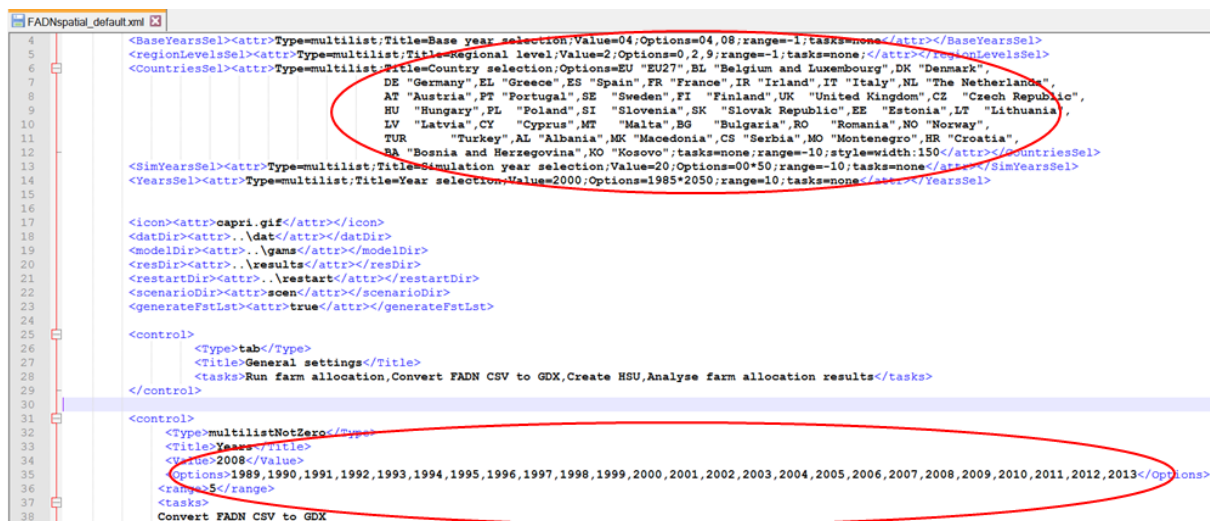 FADNspatial_default.xml
4 <BaseYearsSel><attr>Type=multilist;Title=Base year selection;Value=04;Options=04,08;range=-1;tasks=none</attr></BaseYearsSel>
5 <regionLevelsSel><attr>Type=multilist;Title=Regional level;Value=2;Options=0,2,9;range=-1;tasks=none;</attr></regionLevelsSel>
6 <CountriesSel><attr>Type=multilist;Title=Country selection;Options=EU "EU27",BL "Belgium and Luxembourg",DK "Denmark",
7 DE "Germany",EL "Greece",ES "Spain",FR "France",IR "Irland",IT "Italy",NL "The Netherlands",
8 AT "Austria",PT "Portugal",SE "Sweden",FI "Finland",UK "United Kingdom",CZ "Czech Republic",
9 HU "Hungary",PL "Poland",SI "Slovenia",SK "Slovak Republic",EE "Estonia",LT "Lithuania",
10 LV "Latvia",CY "Cyprus",MT "Malta",BG "Bulgaria",RO "Romania",NO "Norway",
11 TUR "Turkey",AL "Albania",MK "Macedonia",CS "Serbia",MO "Montenegro",HR "Croatia",
12 BA "Bosnia and Herzegovina",KO "Kosovo";tasks=none;range=-10;style=width:150</attr></CountriesSel>
13 <SimYearsSel><attr>Type=multilist;Title=Simulation year selection;Value=20;Options=00*50;range=-10;tasks=none</attr></SimYearsSel>
14 <YearsSel><attr>Type=multilist;Title=Year selection;Value=2000;Options=1985*2050;range=10;tasks=none</attr></YearsSel>
15
16
17 <icon><attr>capri.gif</attr></icon>
18 <datDir><attr>..\dat</attr></datDir>
19 <modelDir><attr>..\gams</attr></modelDir>
20 <resDir><attr>..\results</attr></resDir>
21 <restartDir><attr>..\restart</attr></restartDir>
22 <scenarioDir><attr>scen</attr></scenarioDir>
23 <generateFstLst><attr>true</attr></generateFstLst>
24
25 <control>
26 <Type>tab</Type>
27 <Title>General settings</Title>
28 <tasks>Run farm allocation,Convert FADN CSV to GDX,Create HSU,Analyse farm allocation results</tasks>
29 </control>
30
31 <control>
32 <Type>multilistNotZero</Type>
33 <Title>Years</Title>
34 <Value>2008</Value>
35 <Options>1989,1990,1991,1992,1993,1994,1995,1996,1997,1998,1999,2000,2001,2002,2003,2004,2005,2006,2007,2008,2009,2010,2011,2012,2013</Options>
36 <range>5</range>
37 <tasks>
38 Convert FADN CSV to GDX